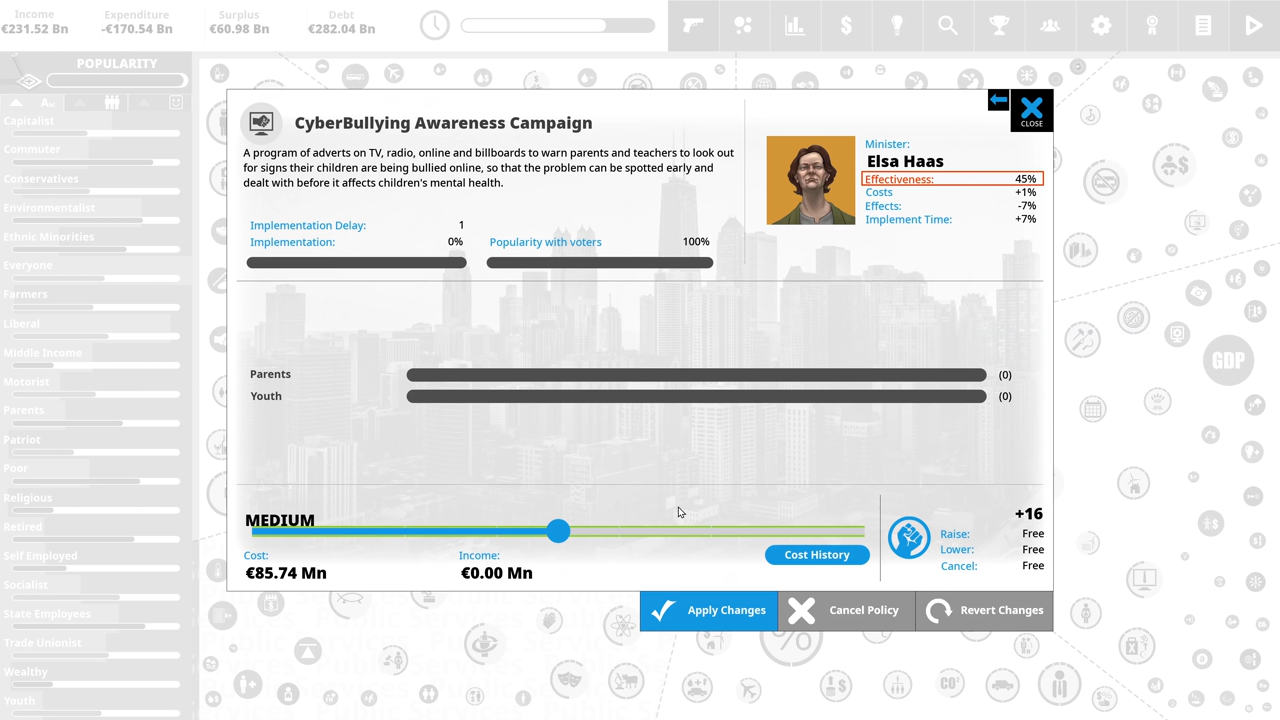 Income
Expenditure
Surplus
Debt
€231.52 Bn
-€170.54 Bn
€60.98 Bn
€282.04 Bn
POPULARITY
Capitalist
Commuter
Conservatives
Environmentalist
Ethnic Minorities
Everyone
Farmers
Liberal
Middle Income
Motorist
Parents
Patriot
Poor
Religious
Retired
Self Employed
Socialist
State Employees
Trade Unionist
Wealthy
Youth
CyberBullying Awareness Campaign
A program of adverts on TV, radio, online and billboards to warn parents and teachers to look out
for signs their children are being bullied online, so that the problem can be spotted early and
dealt with before it affects children's mental health.
Implementation Delay: 1
Implementation: 0%
Popularity with voters 100%
CLOSE
Minister:
Elsa Haas
Effectiveness: 45%
Costs +1%
Effects: -7%
Implement Time: +7%
Parents (0)
Youth (0)
MEDIUM
Cost:
€85.74 Mn
Income:
€0.00 Mn
Cost History
+16
Raise: Free
Lower: Free
Cancel: Free
Apply Changes
Cancel Policy
Revert Changes
GDP
CO²
Public Services